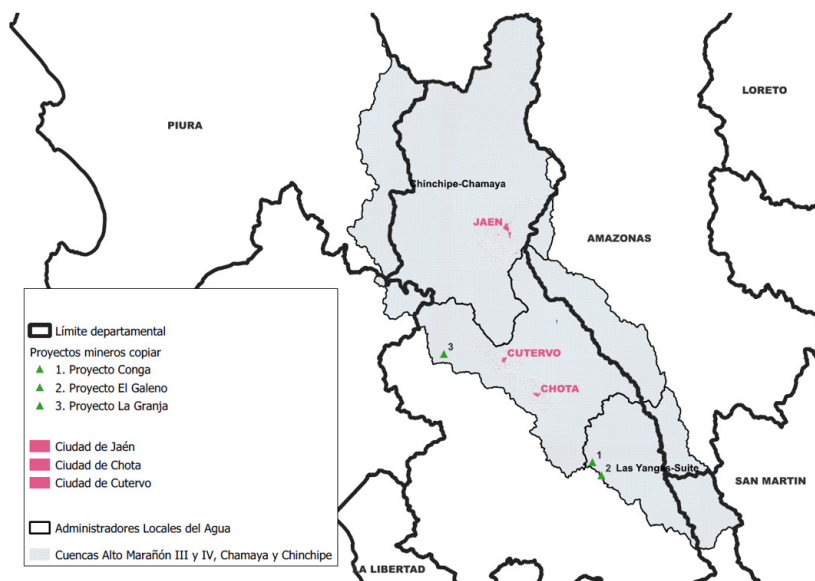 LORETO
PIURA
Chinchipe-Chamaya
JAEN
AMAZONAS
3
CUTERVO
CHOTA
1
2 Las Yangas-Suite
SAN MARTIN
LA LIBERTAD
Límite departamental
Proyectos mineros copiar
1. Proyecto Conga
2. Proyecto El Galeno
3. Proyecto La Granja
Ciudad de Jaén
Ciudad de Chota
Ciudad de Cutervo
Administradores Locales del Agua
Cuencas Alto Marañón III y IV, Chamaya y Chinchipe